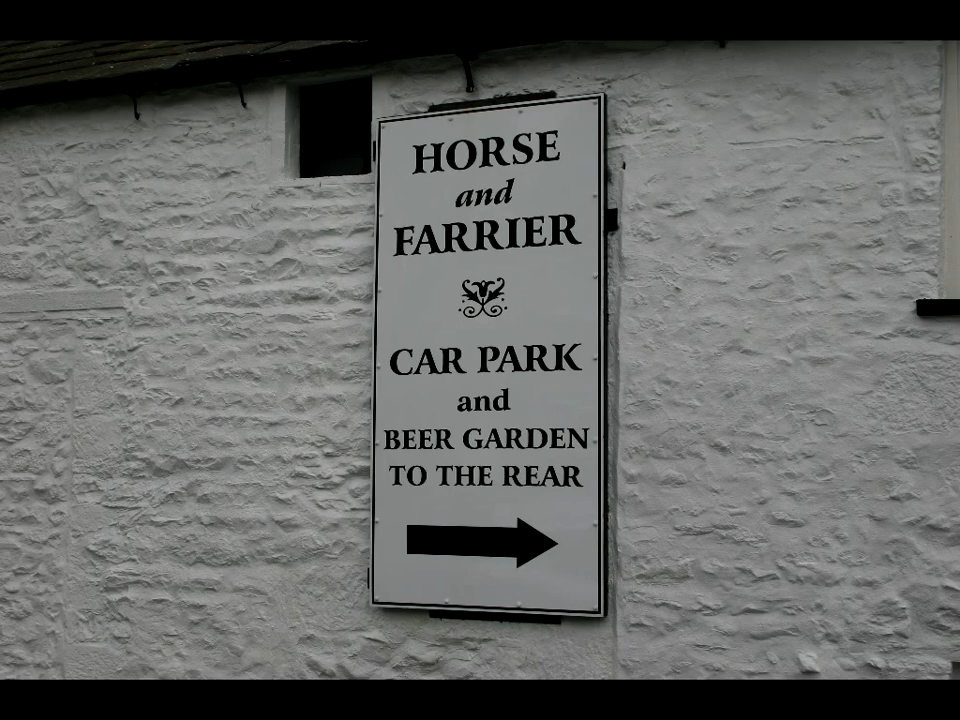 HORSE
and
FARRIER
CAR PARK
and
BEER GARDEN
TO THE REAR